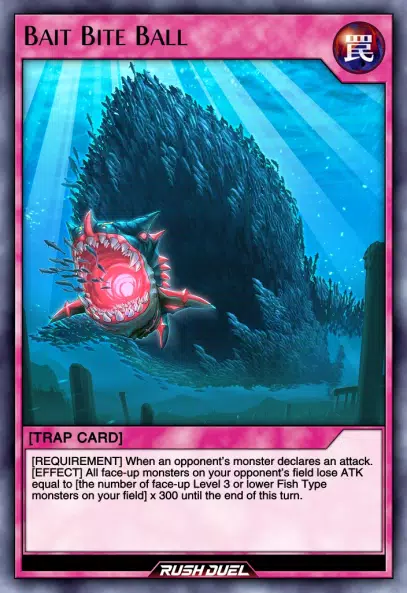 BAIT BITE BALL
罠
[TRAP CARD]
[REQUIREMENT] When an opponent's monster declares an attack.
[EFFECT] All face-up monsters on your opponent's field lose ATK
equal to [the number of face-up Level 3 or lower Fish Type
monsters on your field] x 300 until the end of this turn.
RUSH DUEL